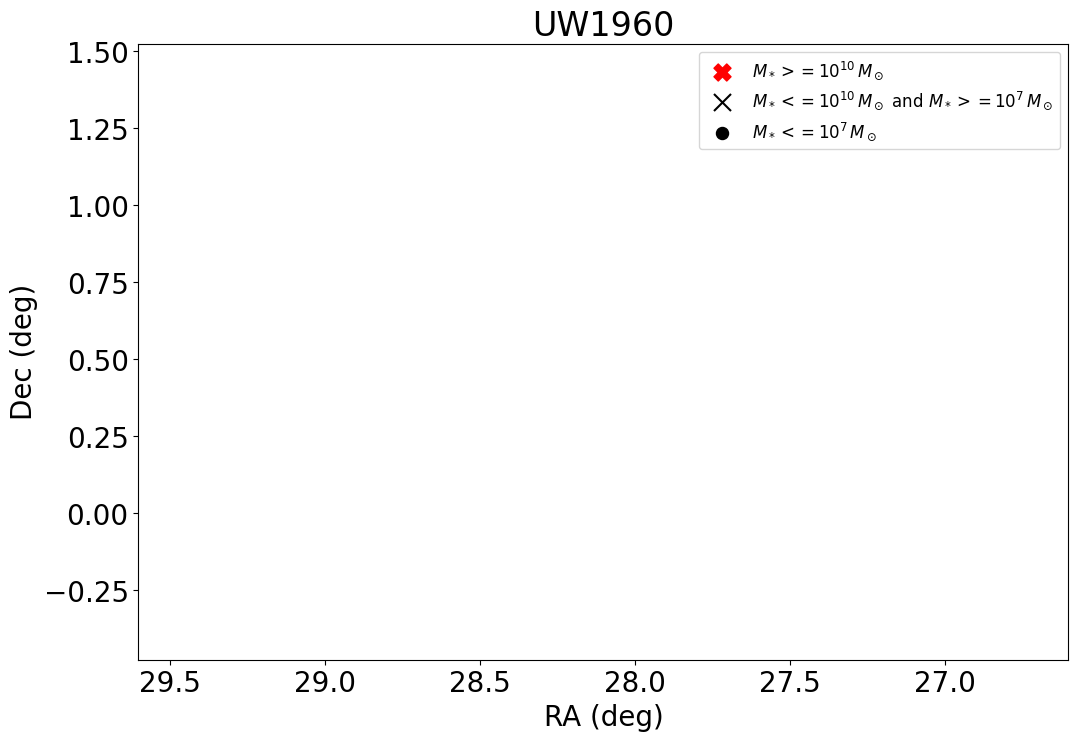 UW1960
1.50
1.25
1.00
0.75
0.50
0.25
0.00
−0.25
Dec (deg)
M* >= 10^10 M⊙
M* <= 10^10 M⊙ and M* >= 10^7 M⊙
M* <= 10^7 M⊙
29.5 29.0 28.5 28.0 27.5 27.0
RA (deg)